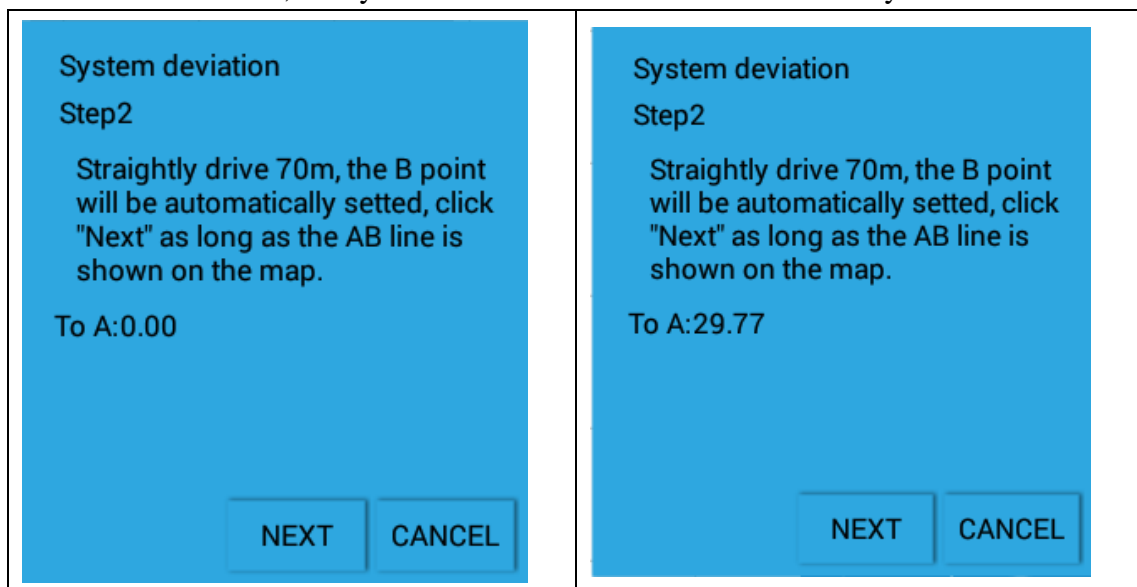 System deviation
Step2
Straightly drive 70m, the B point
will be automatically setted, click
"Next" as long as the AB line is
shown on the map.
To A:0.00
NEXT CANCEL
System deviation
Step2
Straightly drive 70m, the B point
will be automatically setted, click
"Next" as long as the AB line is
shown on the map.
To A:29.77
NEXT CANCEL